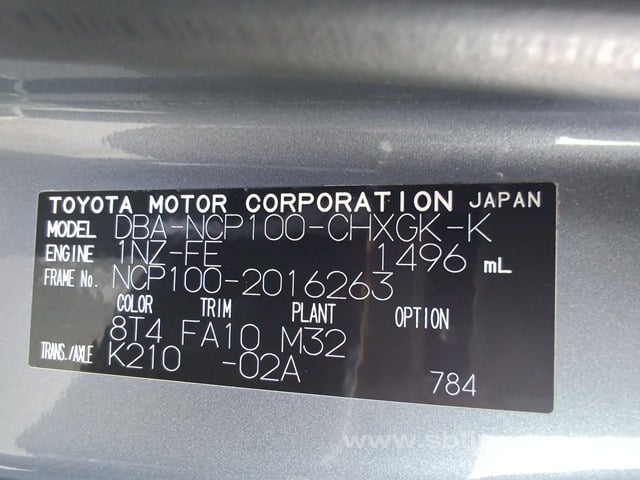 TOYOTA MOTOR CORPORATION JAPAN
MODEL DBA-NCP100-CHXGK-K
ENGINE 1NZ-FE 1496 mL
FRAME No. NCP100-2016263
COLOR TRIM PLANT OPTION
8T4 FA10 M32
TRANS./AXLE K210 -02A
784